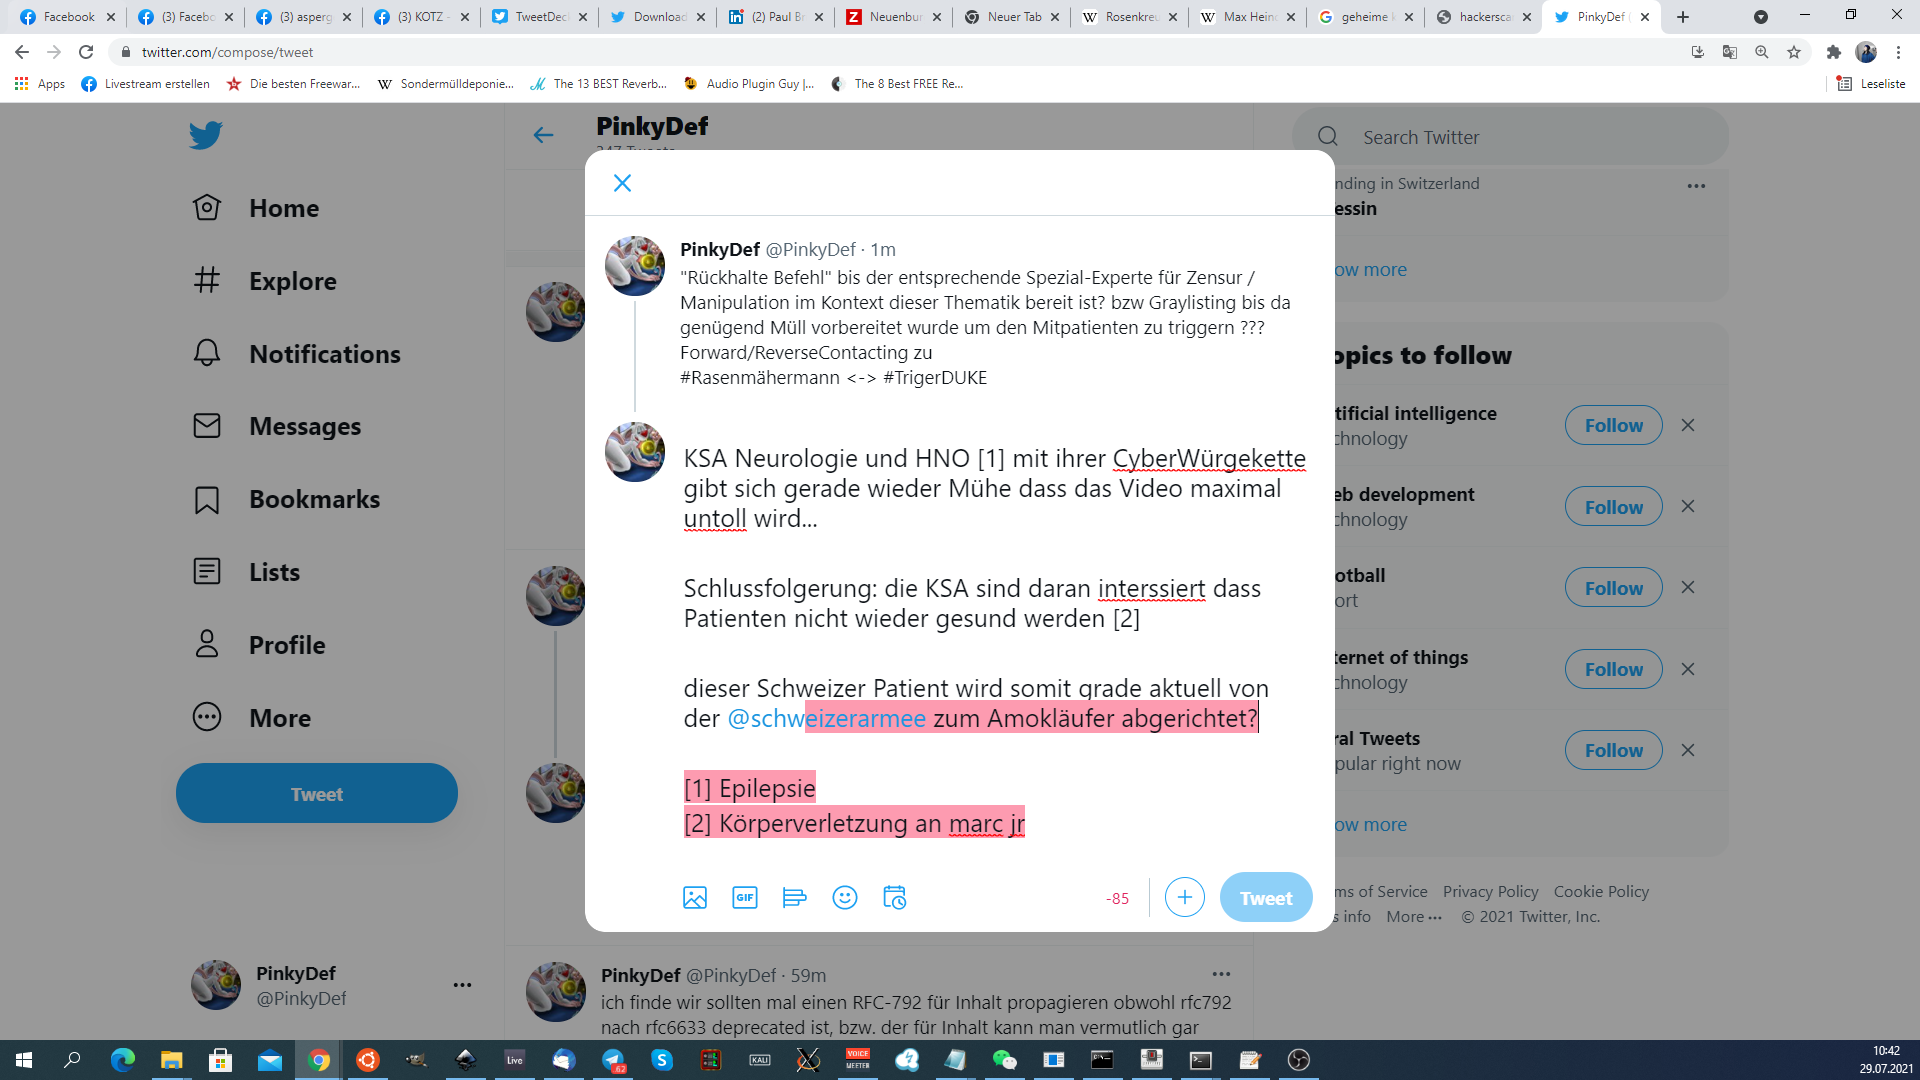 Facebook
(3) Facebo
(3) asperg
(3) KOTZ -
TweetDec
Download
(2) Paul Br
Neuenbur
Neuer Tab
Rosenkreu
Max Heind
geheime k
hackersca
PinkyDef (
twitter.com/compose/tweet
Apps
Livestream erstellen
Die besten Freewar...
Sondermülldeponie...
The 13 BEST Reverb...
Audio Plugin Guy |...
The 8 Best FREE Re...
Leseliste
Home
Explore
Notifications
Messages
Bookmarks
Lists
Profile
More
Tweet
PinkyDef
@PinkyDef
PinkyDef
247 Tweets
PinkyDef @PinkyDef · 1m
"Rückhalte Befehl" bis der entsprechende Spezial-Experte für Zensur /
Manipulation im Kontext dieser Thematik bereit ist? bzw Graylisting bis da
genügend Müll vorbereitet wurde um den Mitpatienten zu triggern ???
Forward/ReverseContacting zu
#Rasenmähermann <-> #TrigerDUKE
KSA Neurologie und HNO [1] mit ihrer CyberWürgekette
gibt sich gerade wieder Mühe dass das Video maximal
untoll wird...
Schlussfolgerung: die KSA sind daran interssiert dass
Patienten nicht wieder gesund werden [2]
dieser Schweizer Patient wird somit grade aktuell von
der @schweizerarmee zum Amokläufer abgerichtet?
[1] Epilepsie
[2] Körperverletzung an marc jr
GIF
-85
Tweet
PinkyDef @PinkyDef · 59m
ich finde wir sollten mal einen RFC-792 für Inhalt propagieren obwohl rfc792
nach rfc6633 deprecated ist, bzw. der für Inhalt kann man vermutlich gar
Search Twitter
nding in Switzerland
essin
ow more
opics to follow
tificial intelligence
chnology
Follow
eb development
chnology
Follow
otball
ort
Follow
ternet of things
chnology
Follow
ral Tweets
pular right now
Follow
ow more
ms of Service Privacy Policy Cookie Policy
s info More ··· © 2021 Twitter, Inc.
Live
62
KALI
VOICE
MEETER
10:42
29.07.2021